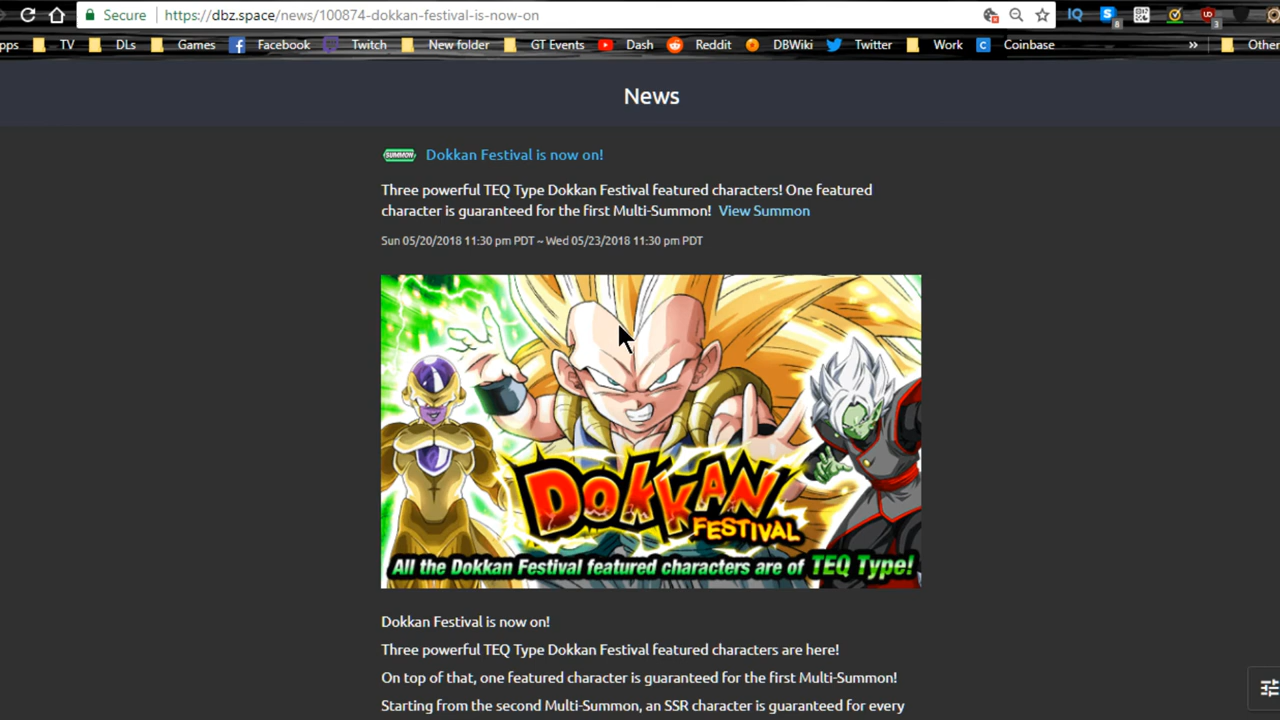 Secure https://dbz.space/news/100874-dokkan-festival-is-now-on
pps TV DLs Games Facebook Twitch New folder GT Events Dash Reddit DBWiki Twitter Work Coinbase » Other
News
SUMMON Dokkan Festival is now on!
Three powerful TEQ Type Dokkan Festival featured characters! One featured
character is guaranteed for the first Multi-Summon! View Summon
Sun 05/20/2018 11:30 pm PDT ~ Wed 05/23/2018 11:30 pm PDT
DOKKAN
FESTIVAL
All the Dokkan Festival featured characters are of TEQ Type!
Dokkan Festival is now on!
Three powerful TEQ Type Dokkan Festival featured characters are here!
On top of that, one featured character is guaranteed for the first Multi-Summon!
Starting from the second Multi-Summon, an SSR character is guaranteed for every